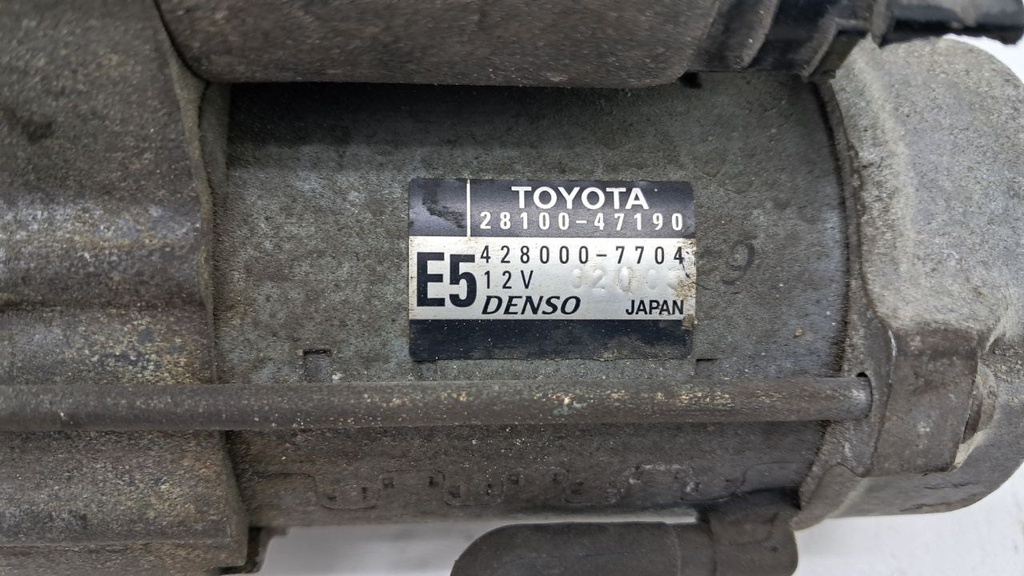 TOYOTA
28100-47190
428000-7704
E5
12V
DENSO JAPAN